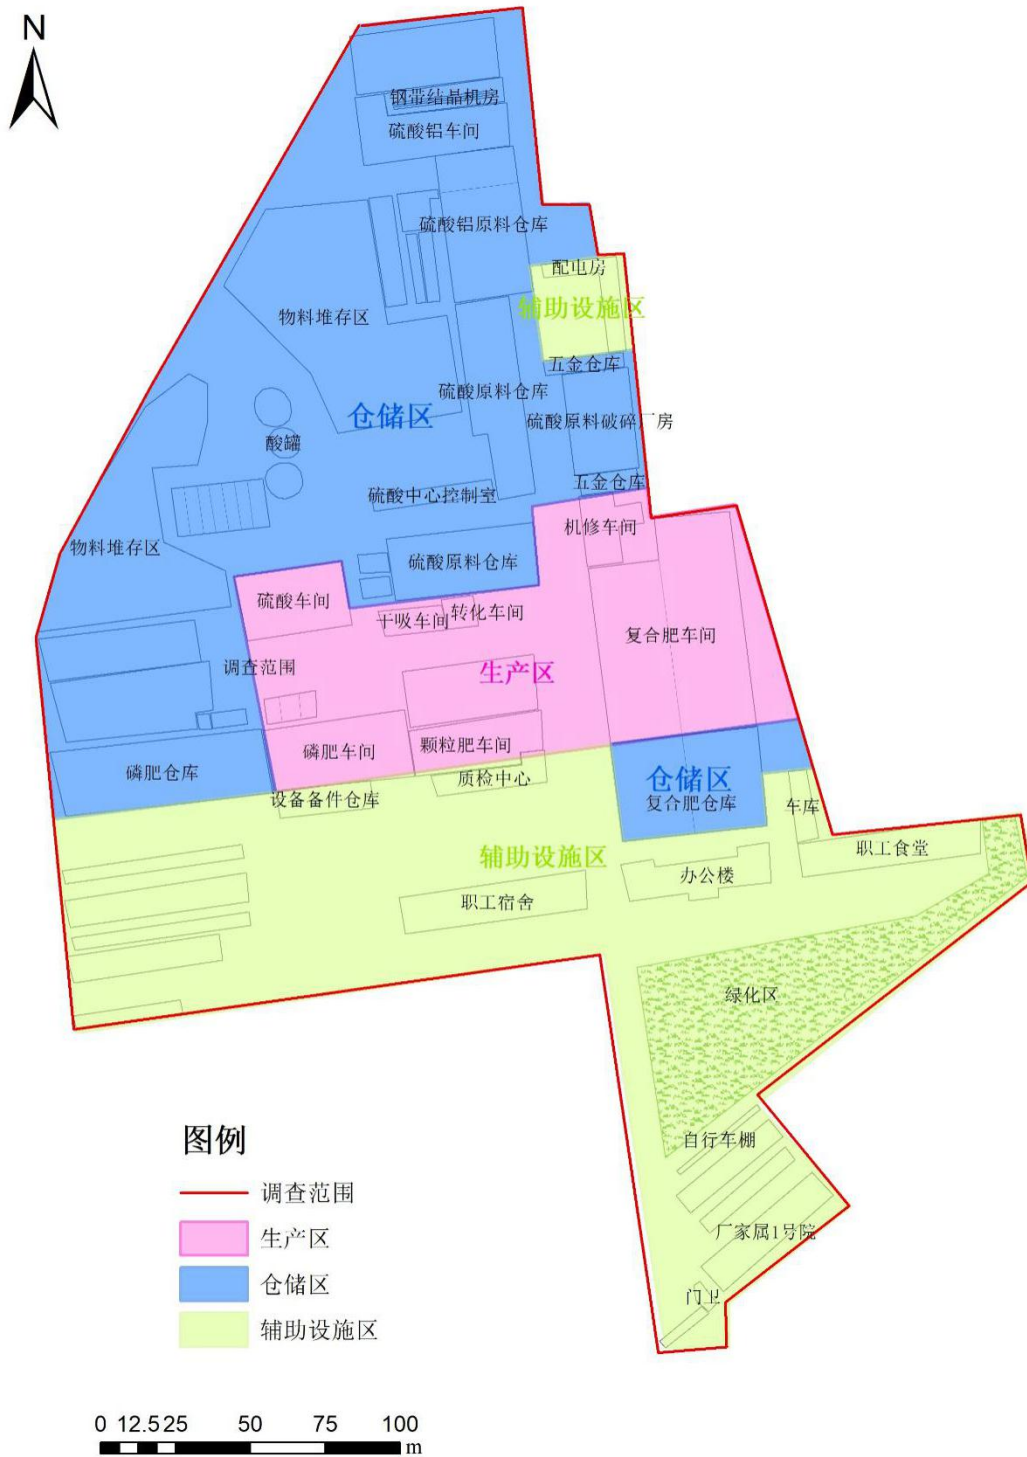 N
钢带结晶机房
硫酸铝车间
硫酸铝原料仓库
配电房
辅助设施区
物料堆存区
五金仓库
硫酸原料仓库
仓储区
硫酸原料破碎厂房
酸罐
五金仓库
硫酸中心控制室
机修车间
物料堆存区
硫酸原料仓库
硫酸车间
干吸车间
转化车间
复合肥车间
调查范围
生产区
磷肥车间
颗粒肥车间
磷肥仓库
质检中心
仓储区
设备备件仓库
复合肥仓库
车库
辅助设施区
职工食堂
办公楼
职工宿舍
绿化区
自行车棚
厂家属1号院
门卫
图例
调查范围
生产区
仓储区
辅助设施区
0 12.5 25 50 75 100
m